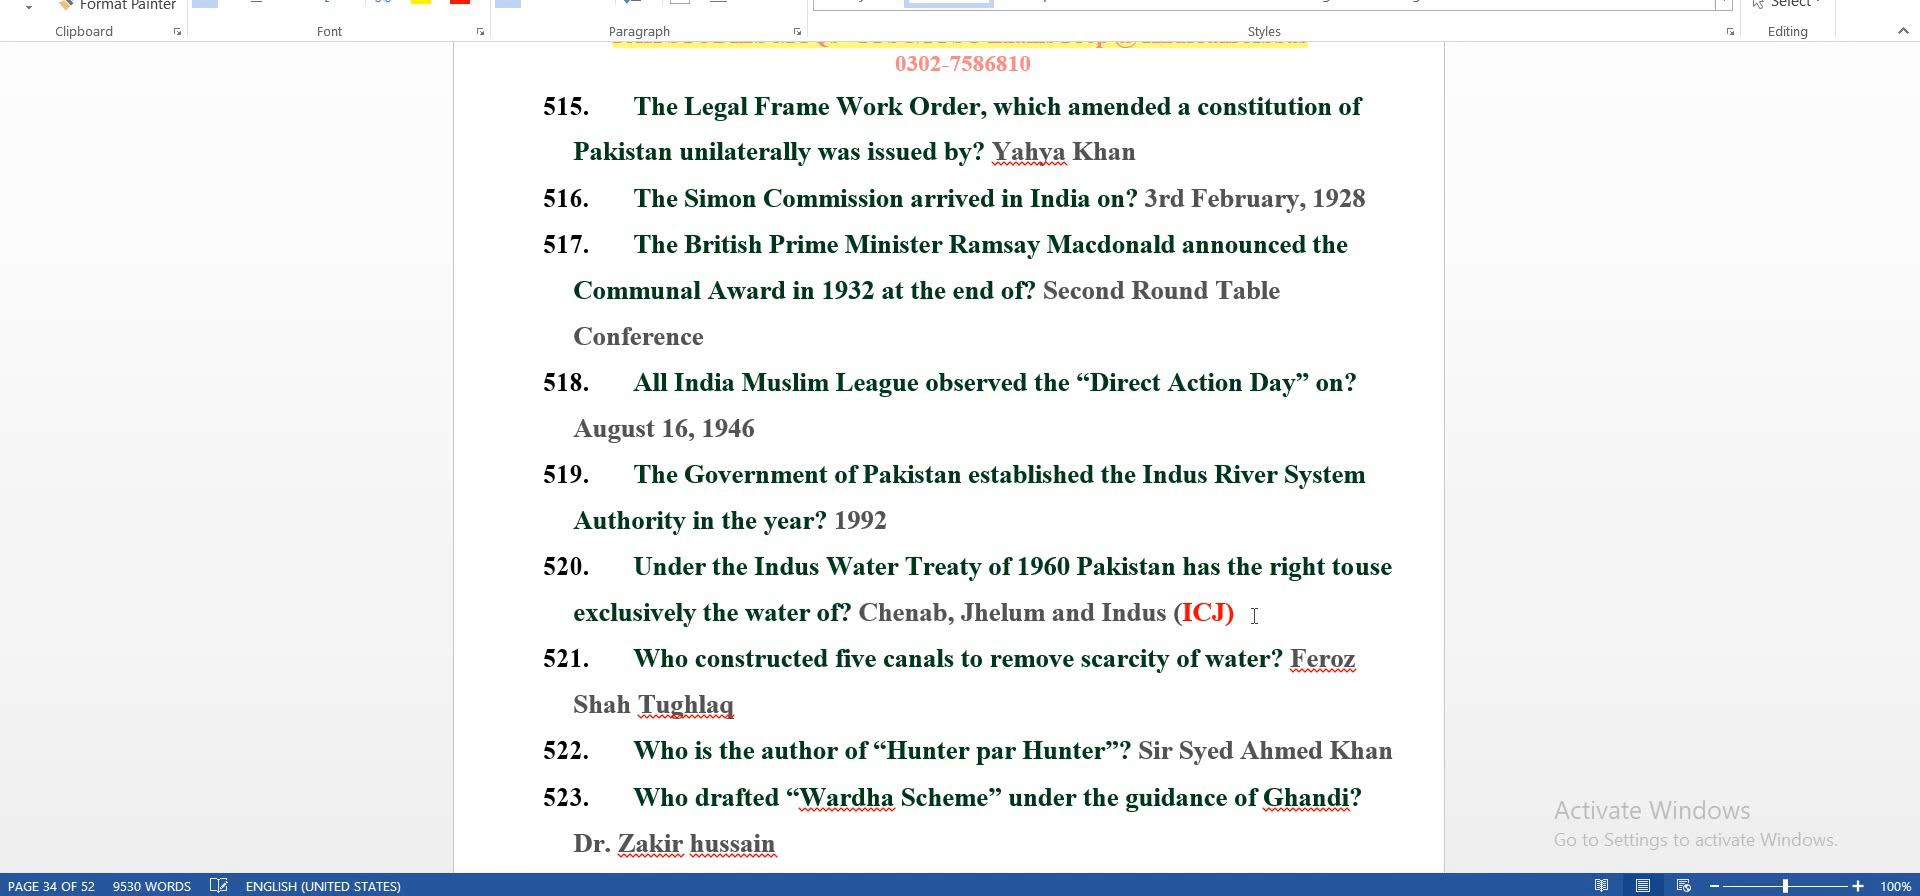 Format Painter
Select
Clipboard
Font
Paragraph
Styles
Editing
0302-7586810
515. The Legal Frame Work Order, which amended a constitution of
Pakistan unilaterally was issued by? Yahya Khan
516. The Simon Commission arrived in India on? 3rd February, 1928
517. The British Prime Minister Ramsay Macdonald announced the
Communal Award in 1932 at the end of? Second Round Table
Conference
518. All India Muslim League observed the “Direct Action Day” on?
August 16, 1946
519. The Government of Pakistan established the Indus River System
Authority in the year? 1992
520. Under the Indus Water Treaty of 1960 Pakistan has the right touse
exclusively the water of? Chenab, Jhelum and Indus (ICJ)
521. Who constructed five canals to remove scarcity of water? Feroz
Shah Tughlaq
522. Who is the author of “Hunter par Hunter”? Sir Syed Ahmed Khan
523. Who drafted “Wardha Scheme” under the guidance of Ghandi?
Dr. Zakir hussain
Activate Windows
Go to Settings to activate Windows.
PAGE 34 OF 52 9530 WORDS ENGLISH (UNITED STATES) 100%